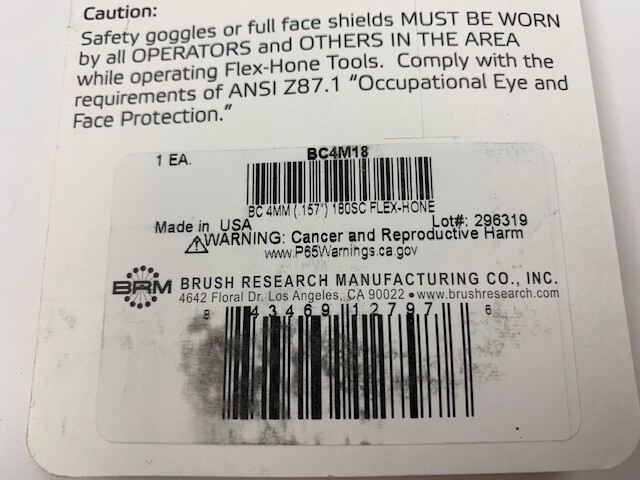 Caution:
Safety goggles or full face shields MUST BE WORN
by all OPERATORS and OTHERS IN THE AREA
while operating Flex-Hone Tools. Comply with the
requirements of ANSI Z87.1 "Occupational Eye and
Face Protection."
1 EA.
BC4M18
BC 4MM (.157") 180SC FLEX-HONE
Made in USA
Lot#: 296319
WARNING: Cancer and Reproductive Harm
www.P65Warnings.ca.gov
BRM
BRUSH RESEARCH MANUFACTURING CO., INC.
4642 Floral Dr. Los Angeles, CA 90022 • www.brushresearch.com
8 43469 12797 6